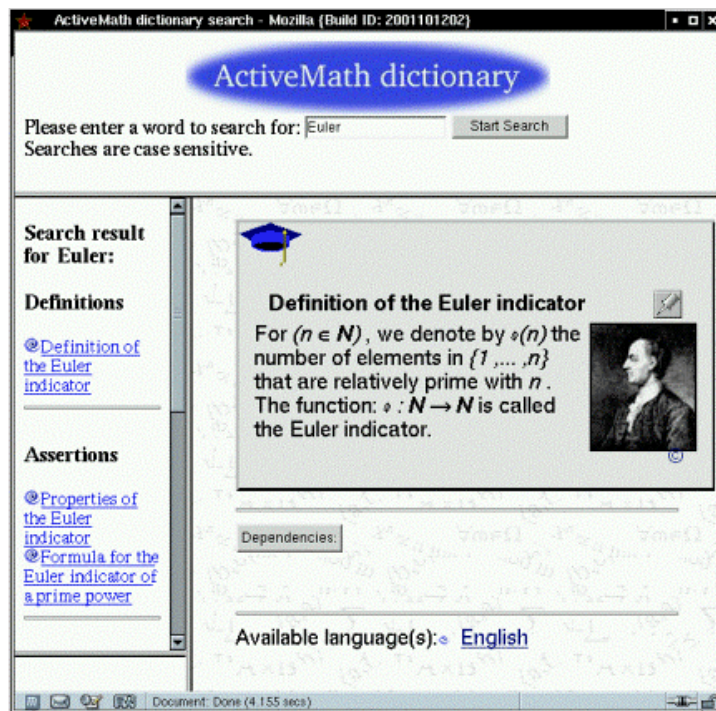 ActiveMath dictionary search - Mozilla {Build ID: 2001101202}
ActiveMath dictionary
Please enter a word to search for: Euler Start Search
Searches are case sensitive.
Search result
for Euler:
Definitions
Definition of
the Euler
indicator
Assertions
Properties of
the Euler
indicator
Formula for the
Euler indicator of
a prime power
Definition of the Euler indicator
For (n ∈ N), we denote by φ(n) the
number of elements in {1 ,... ,n}
that are relatively prime with n .
The function: φ : N → N is called
the Euler indicator.
©
Dependencies:
Available language(s): English
Document: Done (4.155 secs)